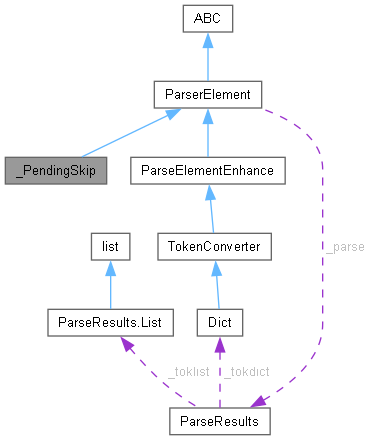 ABC
ParserElement
_PendingSkip
ParseElementEnhance
_parse
list
TokenConverter
ParseResults.List
Dict
_toklist
_tokdict
ParseResults